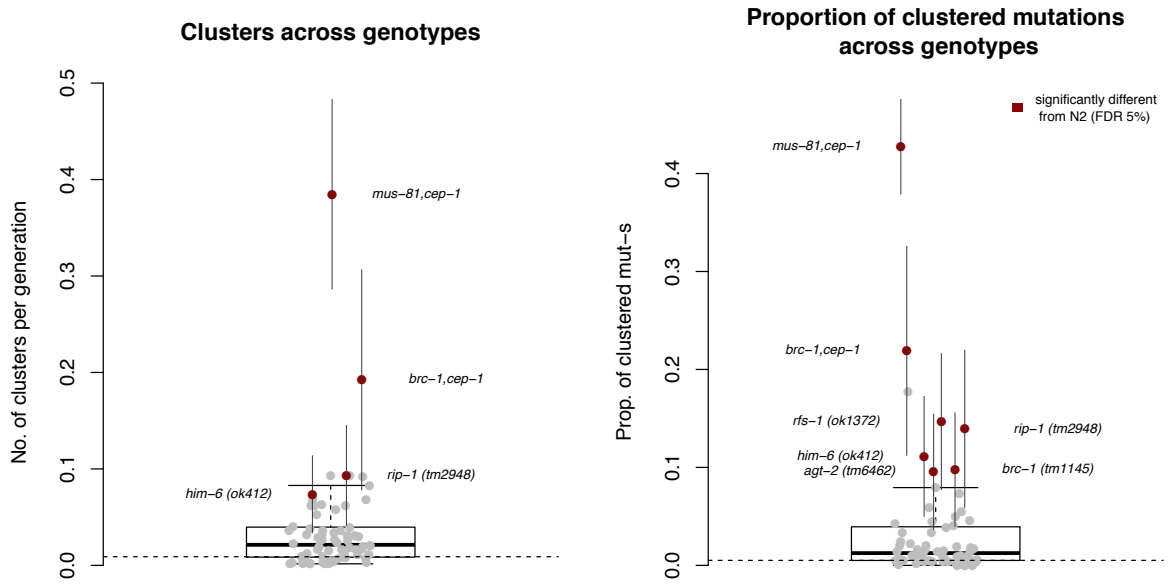 Clusters across genotypes
No. of clusters per generation
0.0
0.1
0.2
0.3
0.4
0.5
mus−81,cep−1
brc−1,cep−1
rip−1 (tm2948)
him−6 (ok412)
Proportion of clustered mutations
across genotypes
Prop. of clustered mut−s
0.0
0.1
0.2
0.3
0.4
significantly different
from N2 (FDR 5%)
mus−81,cep−1
brc−1,cep−1
rfs−1 (ok1372)
rip−1 (tm2948)
him−6 (ok412)
agt−2 (tm6462)
brc−1 (tm1145)